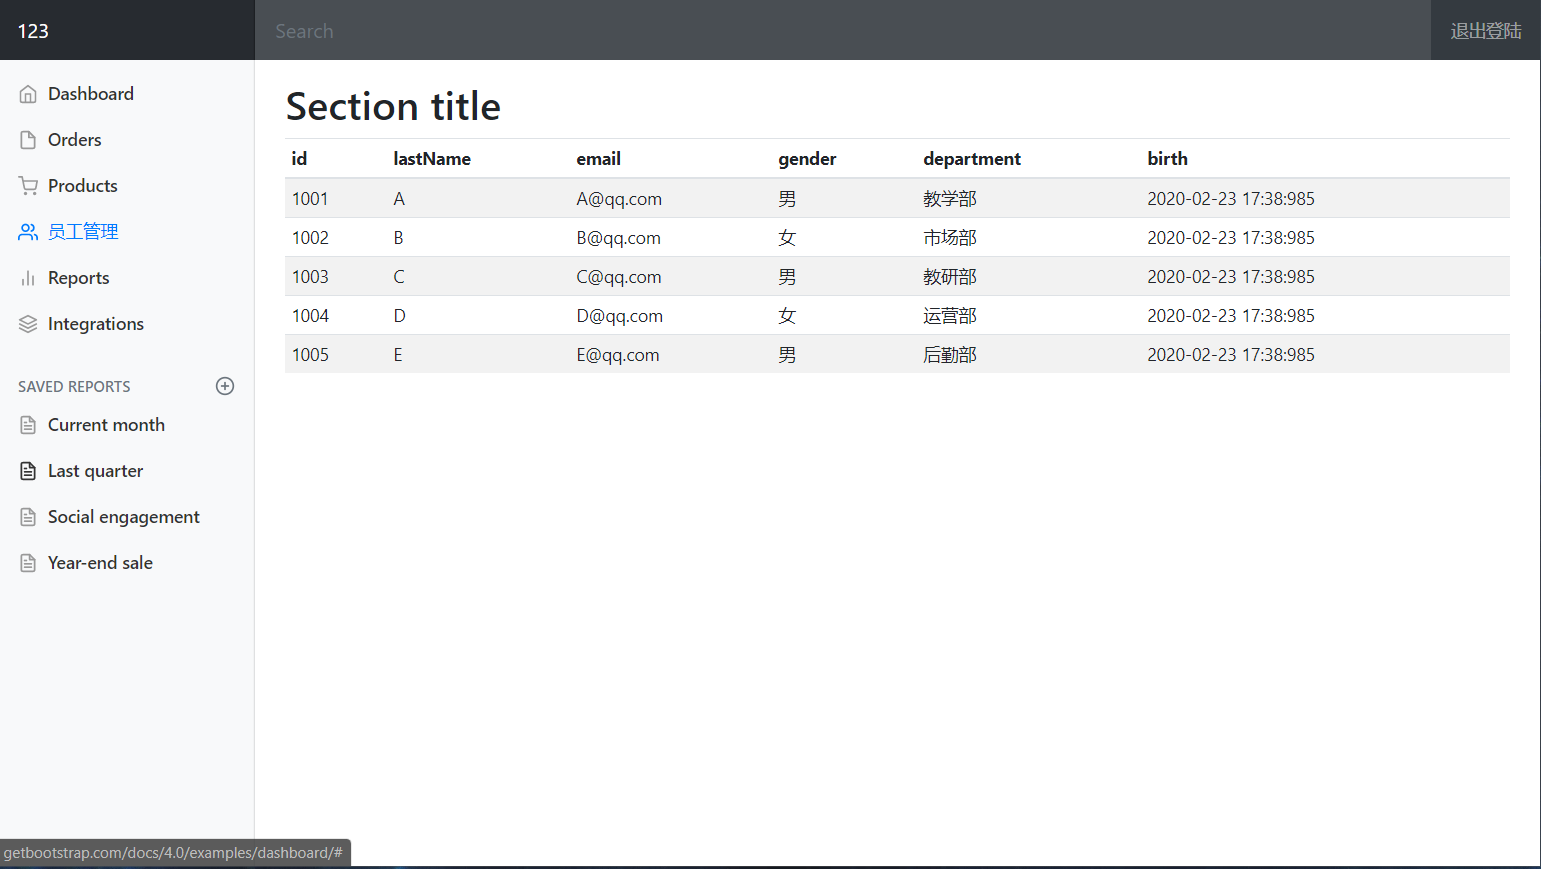 123 Search 退出登陆
Dashboard
Orders
Products
员工管理
Reports
Integrations
SAVED REPORTS
Current month
Last quarter
Social engagement
Year-end sale
Section title
id lastName email gender department birth
1001 A A@qq.com 男 教学部 2020-02-23 17:38:985
1002 B B@qq.com 女 市场部 2020-02-23 17:38:985
1003 C C@qq.com 男 教研部 2020-02-23 17:38:985
1004 D D@qq.com 女 运营部 2020-02-23 17:38:985
1005 E E@qq.com 男 后勤部 2020-02-23 17:38:985
getbootstrap.com/docs/4.0/examples/dashboard/#